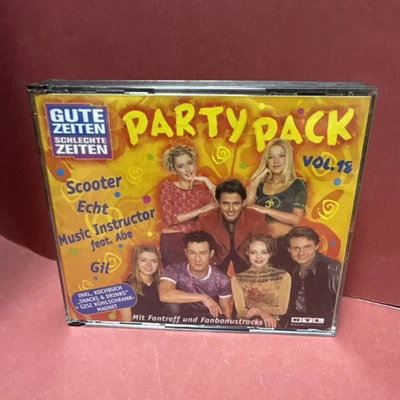 GUTE
ZEITEN
SCHLECHTE
ZEITEN
PARTY PACK
VOL.18
Scooter
Echt
Music Instructor
feat. Abe
Gil
INKL. KOCHBUCH
"SNACKS & DRINKS"
+ GZSZ KÜHLSCHRANK-
MAGNET
Mit Fantreff und Fanbonustracks
RTL